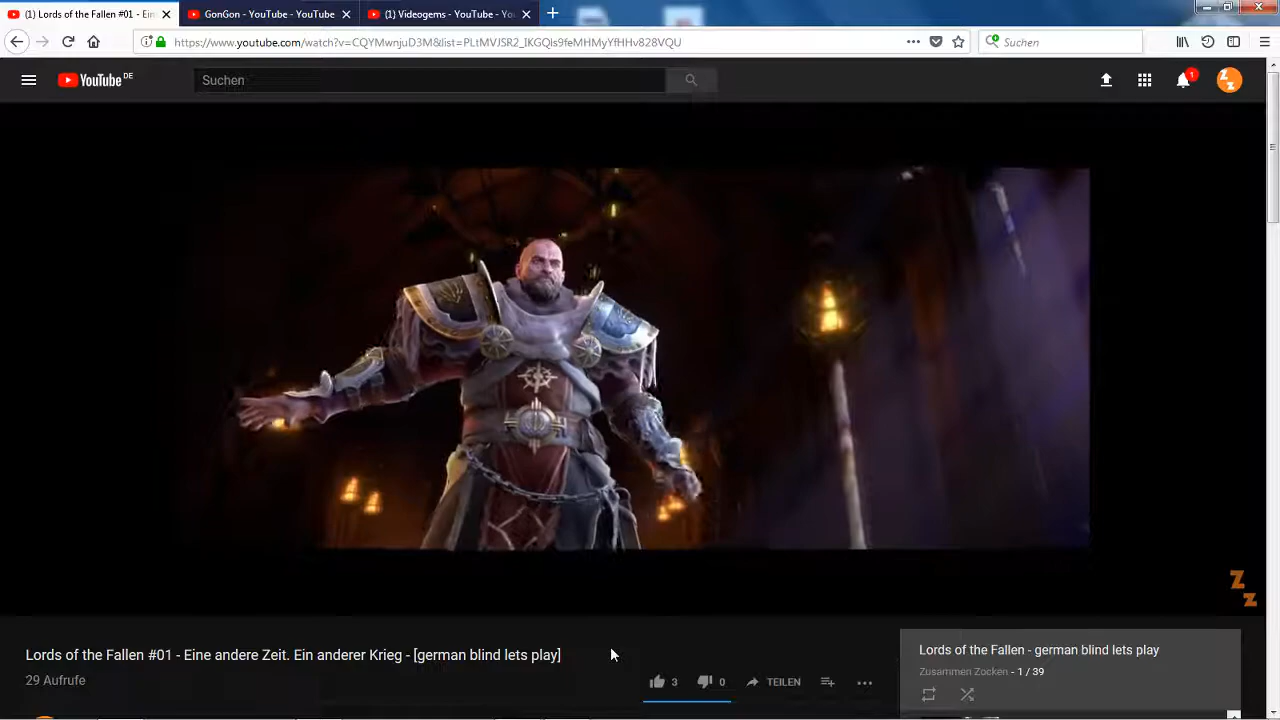 (1) Lords of the Fallen #01 - Ein
GonGon - YouTube - YouTube
(1) Videogems - YouTube - Yo
https://www.youtube.com/watch?v=CQYMwnjuD3M&list=PLtMVJSR2_IKGQIs9feMHMyYfHHv828VQU
Suchen
YouTube DE
Suchen
1
Z
Z
Z
Z
Lords of the Fallen #01 - Eine andere Zeit. Ein anderer Krieg - [german blind lets play]
29 Aufrufe
3
0
TEILEN
Lords of the Fallen - german blind lets play
Zusammen Zocken - 1 / 39